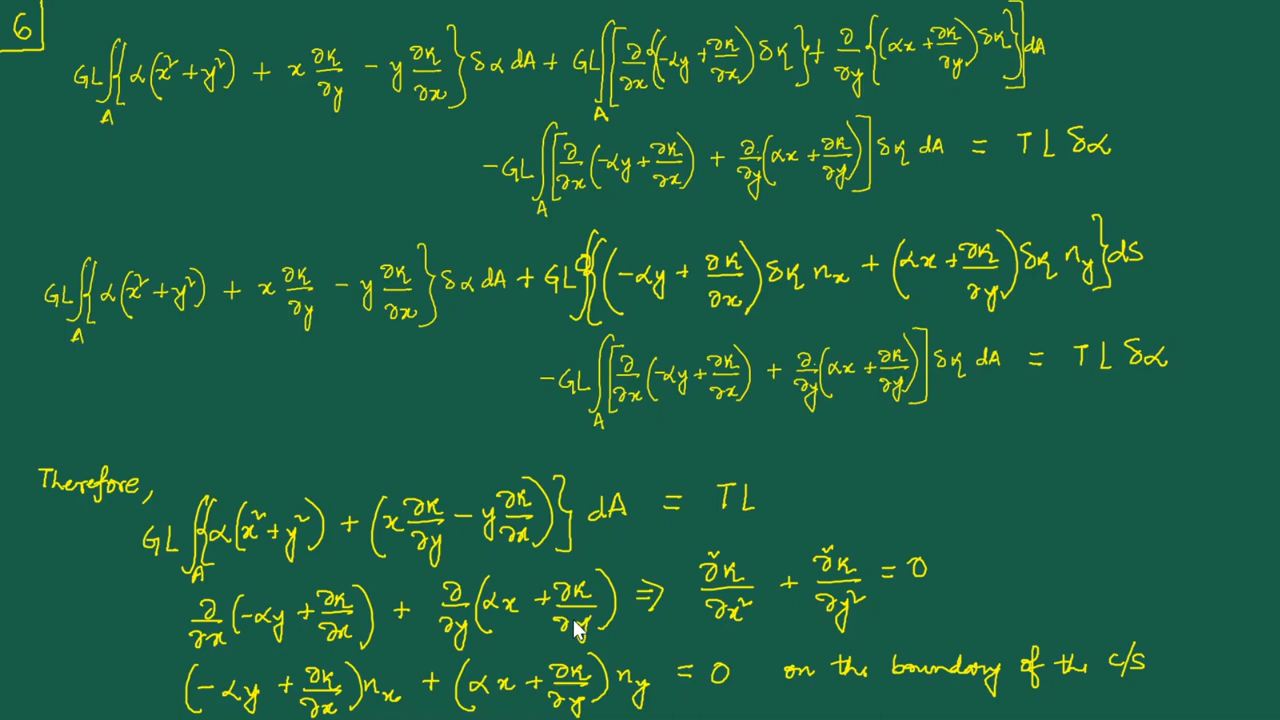 6
GL∬_A {α(x²+y²) + x ∂κ/∂y − y ∂κ/∂x} δα dA + GL∬_A [∂/∂x {(−αy + ∂κ/∂x) δκ} + ∂/∂y {(αx + ∂κ/∂y) δκ}] dA
−GL∬_A [∂/∂x (−αy + ∂κ/∂x) + ∂/∂y (αx + ∂κ/∂y)] δκ dA = TL δα
GL∬_A {α(x²+y²) + x ∂κ/∂y − y ∂κ/∂x} δα dA + GL∮ {(−αy + ∂κ/∂x) δκ n_x + (αx + ∂κ/∂y) δκ n_y} ds
−GL∬_A [∂/∂x (−αy + ∂κ/∂x) + ∂/∂y (αx + ∂κ/∂y)] δκ dA = TL δα
Therefore,
GL∬_A {α(x²+y²) + (x ∂κ/∂y − y ∂κ/∂x)} dA = TL
∂/∂x (−αy + ∂κ/∂x) + ∂/∂y (αx + ∂κ/∂y) ⇒ ∂²κ/∂x² + ∂²κ/∂y² = 0
(−αy + ∂κ/∂x) n_x + (αx + ∂κ/∂y) n_y = 0 on the boundary of the c/s